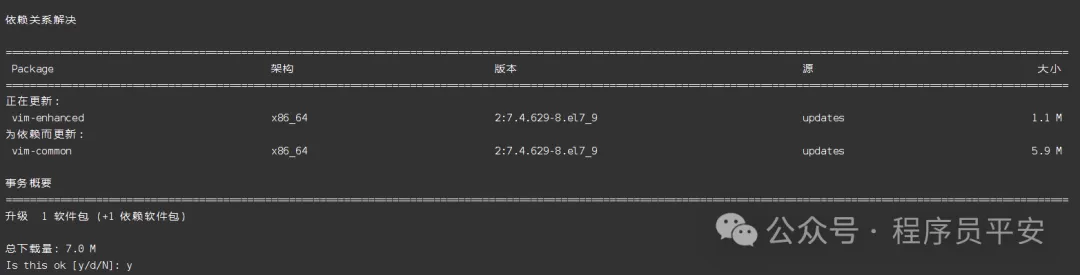 依赖关系解决
================================================================================
Package 架构 版本 源 大小
================================================================================
正在更新:
vim-enhanced x86_64 2:7.4.629-8.el7_9 updates 1.1 M
为依赖而更新:
vim-common x86_64 2:7.4.629-8.el7_9 updates 5.9 M
事务概要
================================================================================
升级 1 软件包 (+1 依赖软件包)
总下载量: 7.0 M
Is this ok [y/d/N]: y
公众号·程序员平安